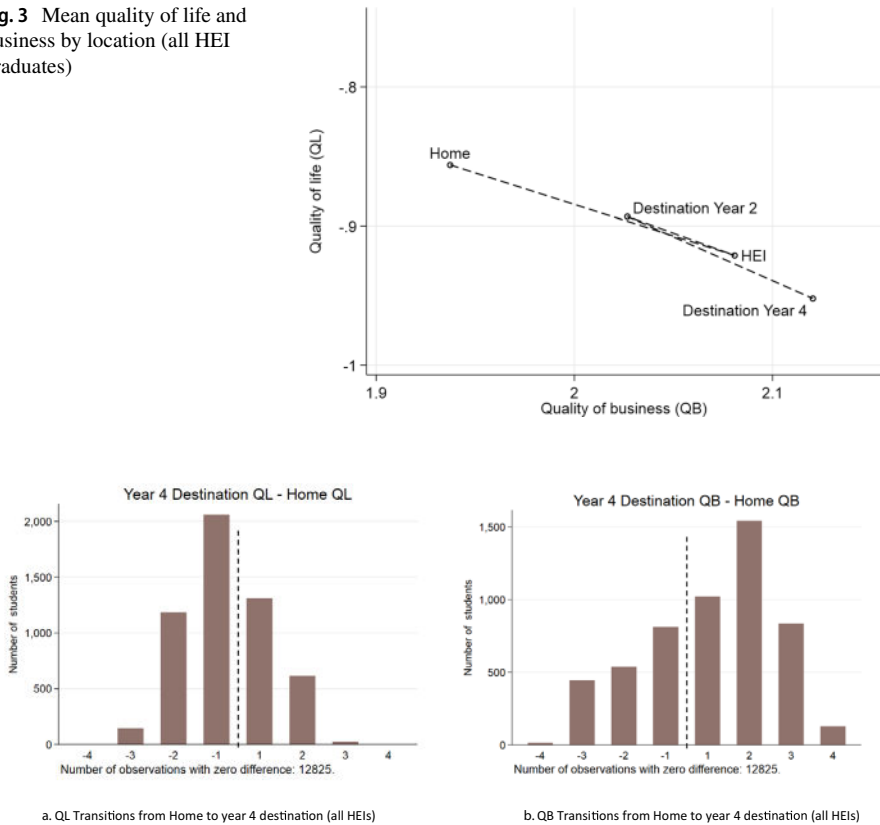 g. 3 Mean quality of life and
usiness by location (all HEI
raduates)
-.8
-.9
-1
Quality of life (QL)
Home
Destination Year 2
HEI
Destination Year 4
1.9 2 2.1
Quality of business (QB)
Year 4 Destination QL - Home QL
2,000
1,500
1,000
500
0
Number of students
-4 -3 -2 -1 1 2 3 4
Number of observations with zero difference: 12825.
a. QL Transitions from Home to year 4 destination (all HEIs)
Year 4 Destination QB - Home QB
1,500
1,000
500
0
Number of students
-4 -3 -2 -1 1 2 3 4
Number of observations with zero difference: 12825.
b. QB Transitions from Home to year 4 destination (all HEIs)